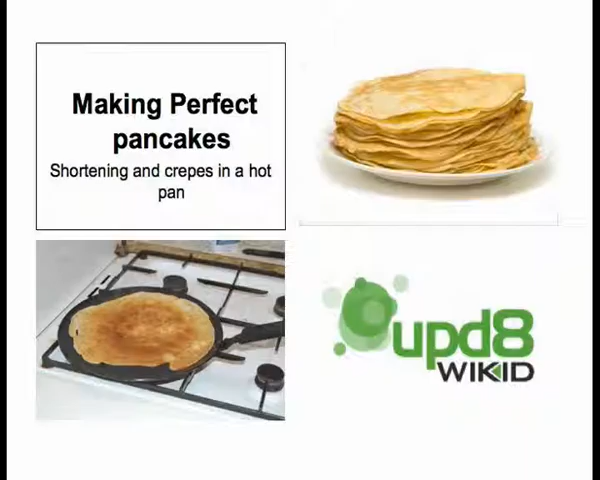 Making Perfect
pancakes
Shortening and crepes in a hot
pan
upd8
WIKID